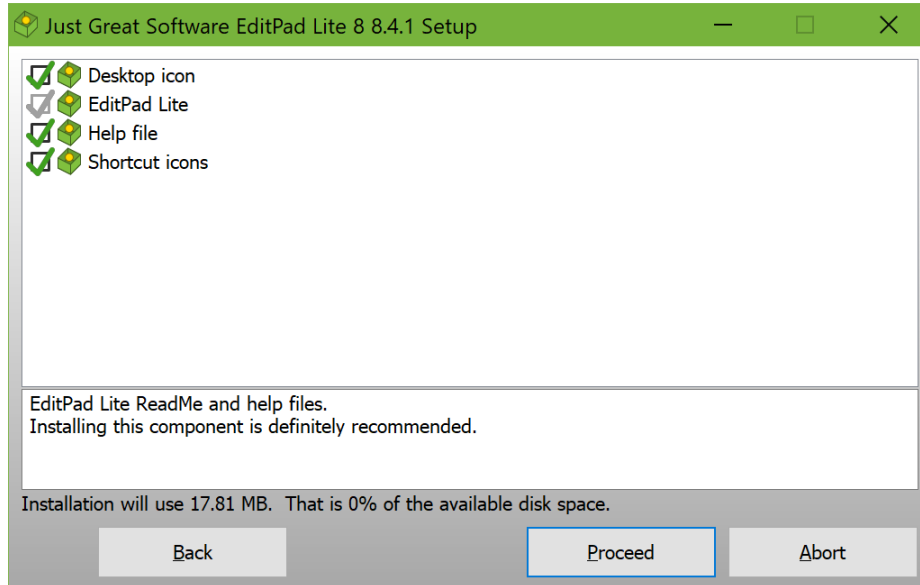 Just Great Software EditPad Lite 8 8.4.1 Setup
Desktop icon
EditPad Lite
Help file
Shortcut icons
EditPad Lite ReadMe and help files.
Installing this component is definitely recommended.
Installation will use 17.81 MB.  That is 0% of the available disk space.
Back
Proceed
Abort